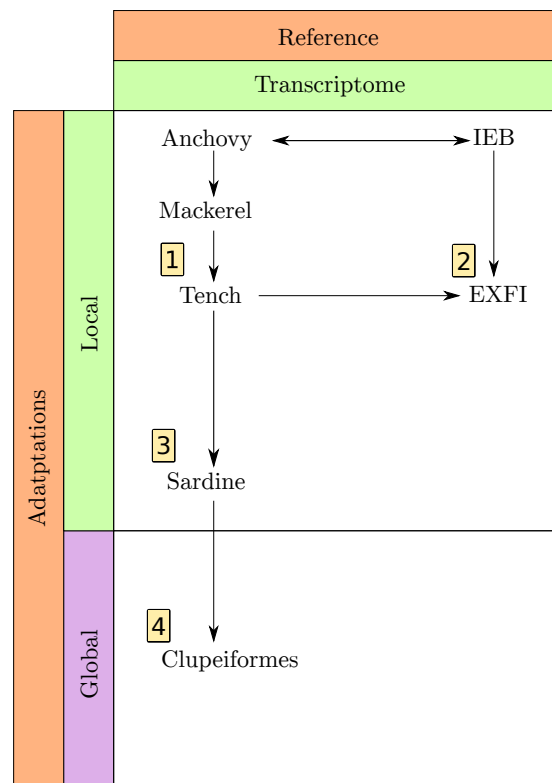 Reference
Transcriptome
Adatptations
Local
Global
Anchovy
IEB
Mackerel
1
2
Tench
EXFI
3
Sardine
4
Clupeiformes